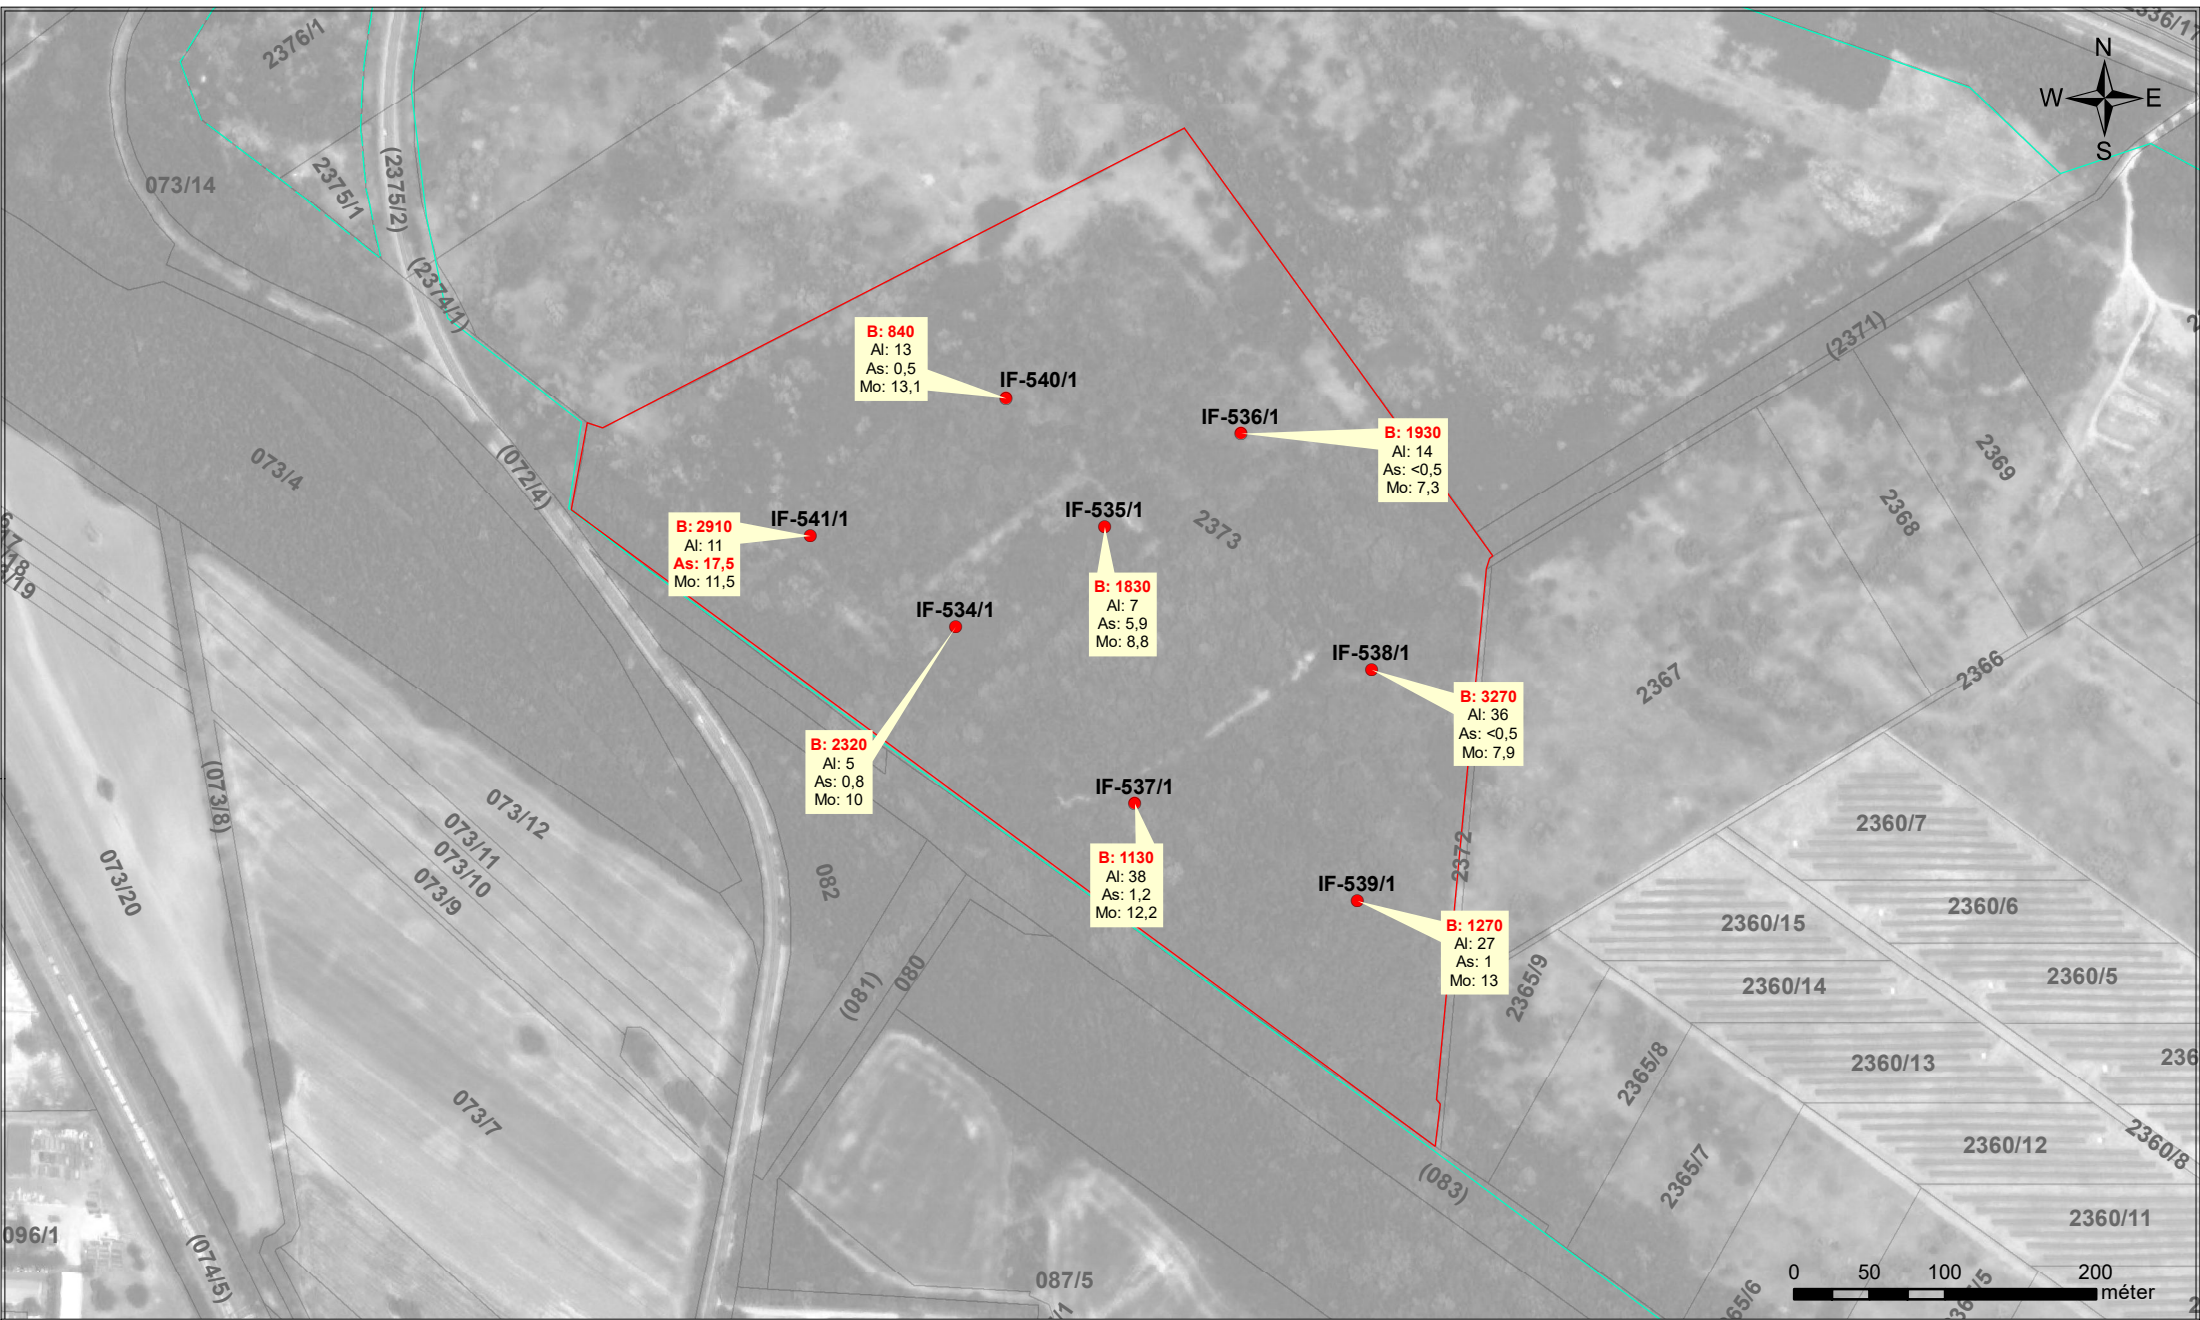 2376/1
2336/17
N
W
E
S
073/14
2375/1
(2375/2)
(2374/1)
B: 840
Al: 13
As: 0,5
Mo: 13,1
IF-540/1
(2371)
IF-536/1
B: 1930
Al: 14
As: <0,5
Mo: 7,3
073/4
(072/4)
2369
2368
B: 2910
Al: 11
As: 17,5
Mo: 11,5
IF-541/1
IF-535/1
2373
B: 1830
Al: 7
As: 5,9
Mo: 8,8
IF-534/1
IF-538/1
2367
2366
B: 3270
Al: 36
As: <0,5
Mo: 7,9
B: 2320
Al: 5
As: 0,8
Mo: 10
IF-537/1
(073/8)
073/12
073/11
073/10
073/9
073/20
082
B: 1130
Al: 38
As: 1,2
Mo: 12,2
2372
IF-539/1
B: 1270
Al: 27
As: 1
Mo: 13
2360/7
2360/6
2360/15
2360/5
2360/14
2365/9
(081)
080
2360/13
236
2365/8
073/7
2360/12
2360/8
2365/7
(083)
2360/11
096/1
(074/5)
087/5
65/6
0 50 100 200
méter